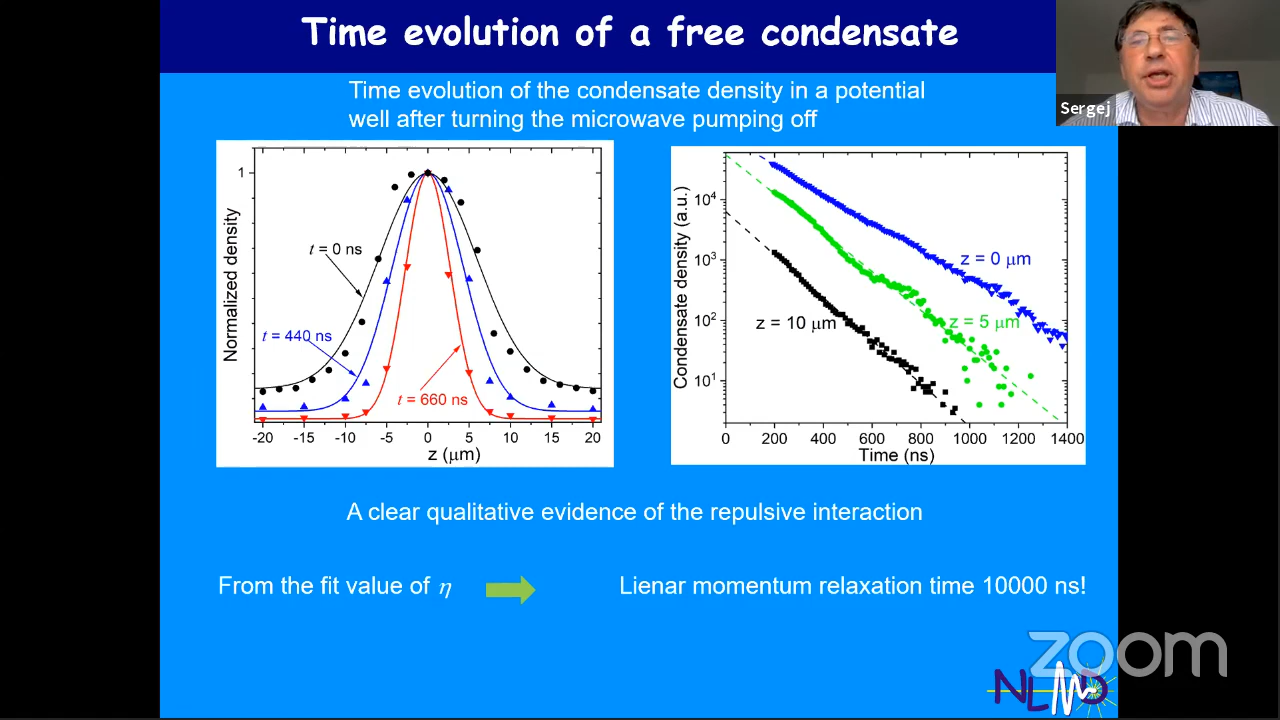 Time evolution of a free condensate
Sergej
Time evolution of the condensate density in a potential
well after turning the microwave pumping off
Normalized density
1
t = 0 ns
t = 440 ns
t = 660 ns
-20 -15 -10 -5 0 5 10 15 20
z (μm)
Condensate density (a.u.)
10⁴
10³
10²
10¹
z = 0 μm
z = 5 μm
z = 10 μm
0 200 400 600 800 1000 1200 1400
Time (ns)
A clear qualitative evidence of the repulsive interaction
From the fit value of η
Lienar momentum relaxation time 10000 ns!
zoom
NLMD